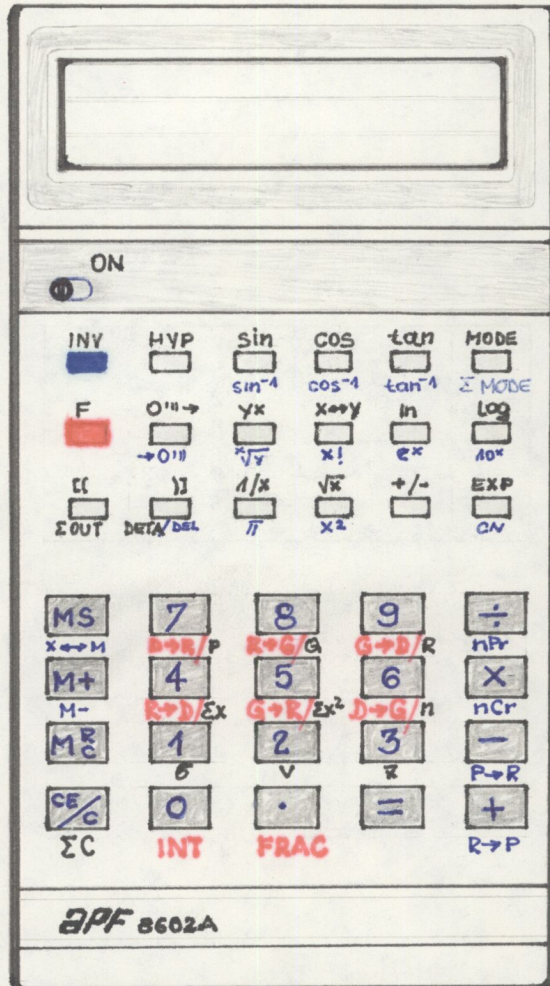 ON
INV HYP sin cos tan MODE
sin⁻¹ cos⁻¹ tan⁻¹ Σ MODE
F O'''→ yx x↔y ln Log
→O''' ˣ√y x! eˣ 10ˣ
[( )] 1/x √x +/- EXP
ΣOUT DETA/DEL π x² CN
MS 7 8 9 ÷
x↔M D→R/P R→G/G G→D/R nPr
M+ 4 5 6 ×
M- R→D/Σx G→R/Σx² D→G/n nCr
MRC 1 2 3 −
σ V x̄ P→R
CE/C 0 · = +
ΣC INT FRAC R→P
APF 8602A